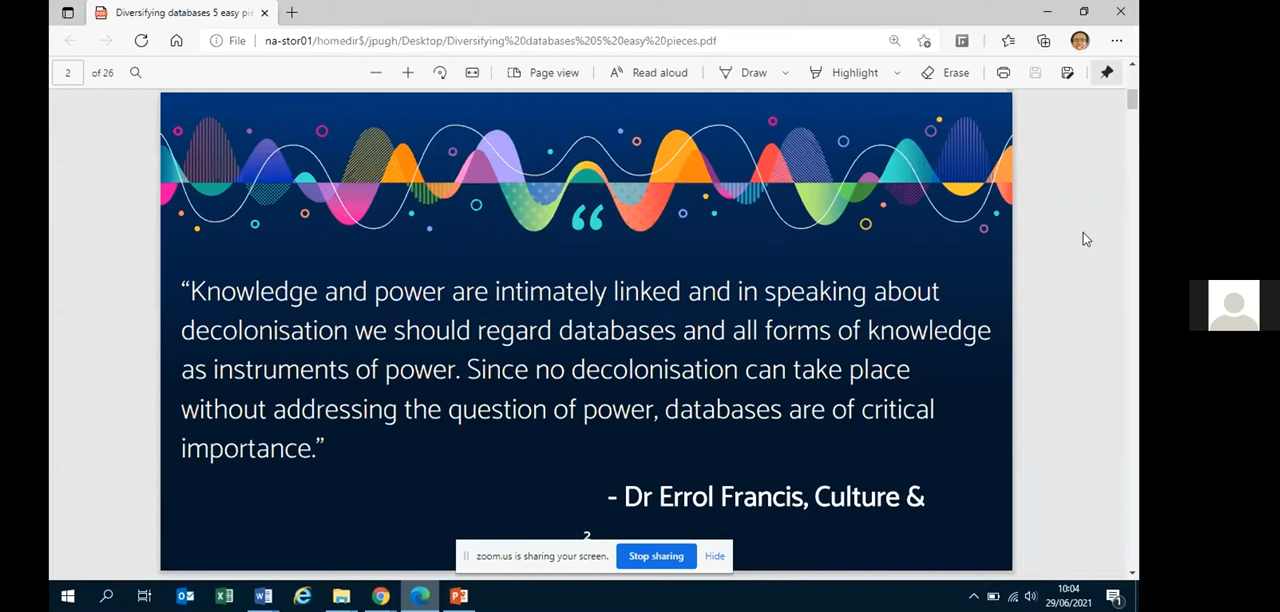 Diversifying databases 5 easy pi
File
na-stor01/homedir$/jpugh/Desktop/Diversifying%20databases%205%20easy%20pieces.pdf
2
of 26
Page view
Read aloud
Draw
Highlight
Erase
“
“Knowledge and power are intimately linked and in speaking about
decolonisation we should regard databases and all forms of knowledge
as instruments of power. Since no decolonisation can take place
without addressing the question of power, databases are of critical
importance.”
- Dr Errol Francis, Culture &
2
zoom.us is sharing your screen.
Stop sharing
Hide
10:04
29/06/2021